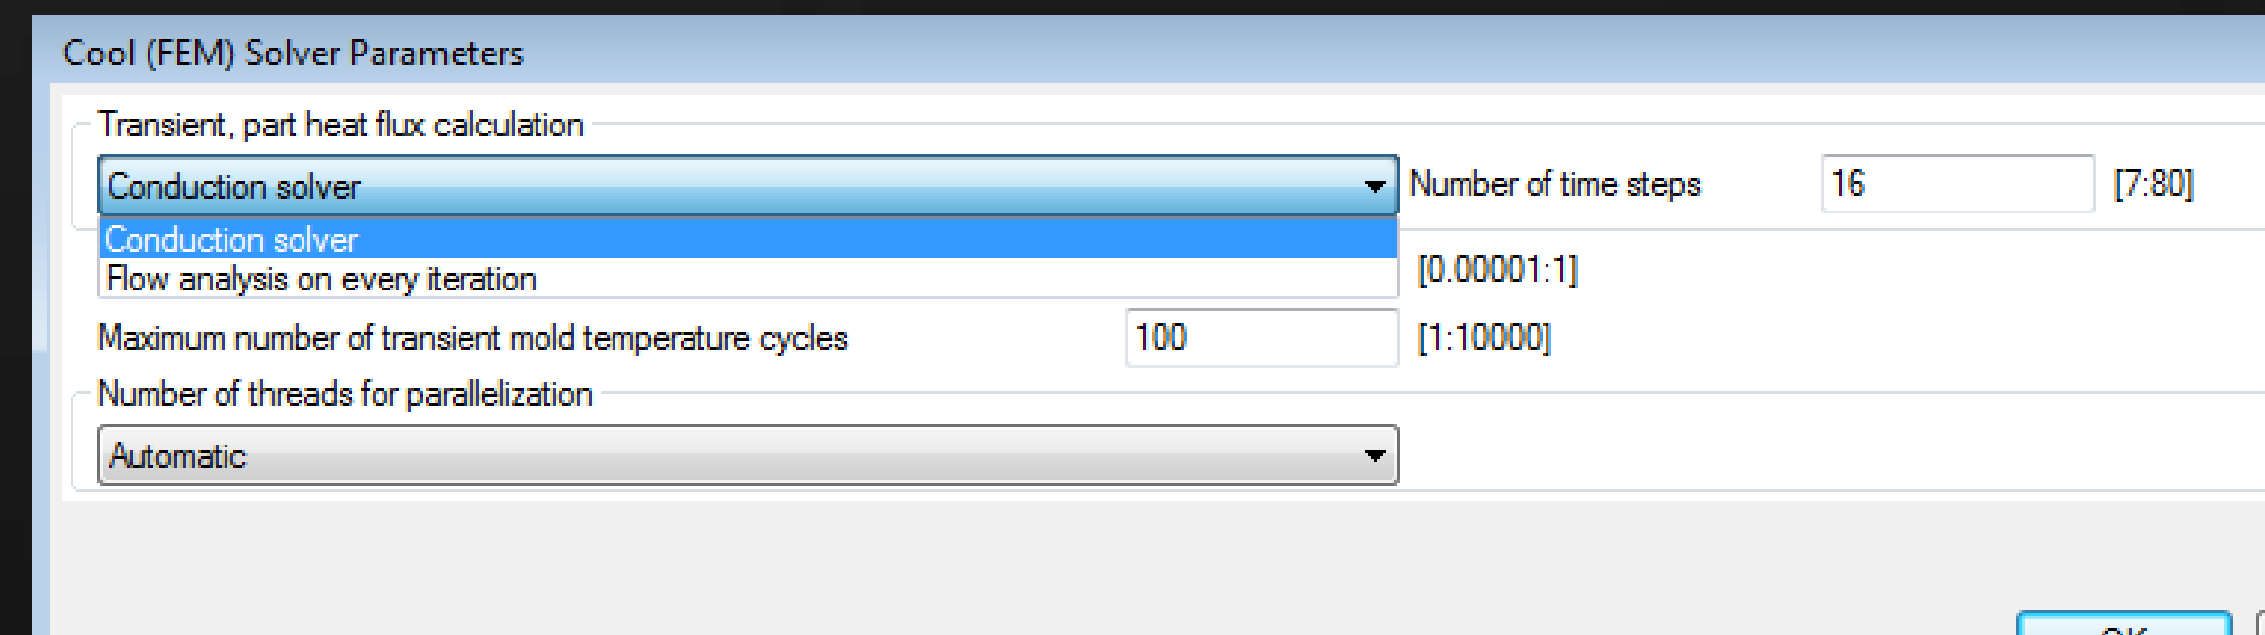 Cool (FEM) Solver Parameters
Transient, part heat flux calculation
Conduction solver Number of time steps 16 [7:80]
Conduction solver
Flow analysis on every iteration [0.00001:1]
Maximum number of transient mold temperature cycles 100 [1:10000]
Number of threads for parallelization
Automatic
OK